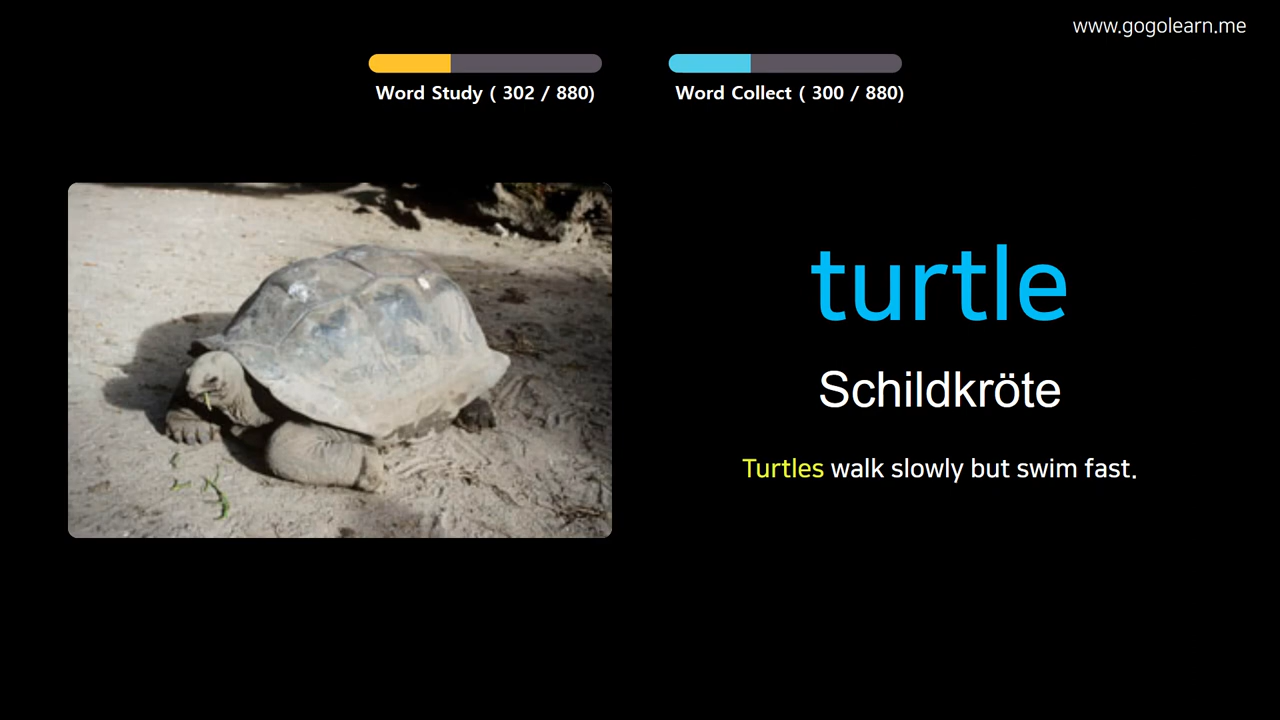 www.gogolearn.me
Word Study ( 302 / 880)
Word Collect ( 300 / 880)
turtle
Schildkröte
Turtles walk slowly but swim fast.